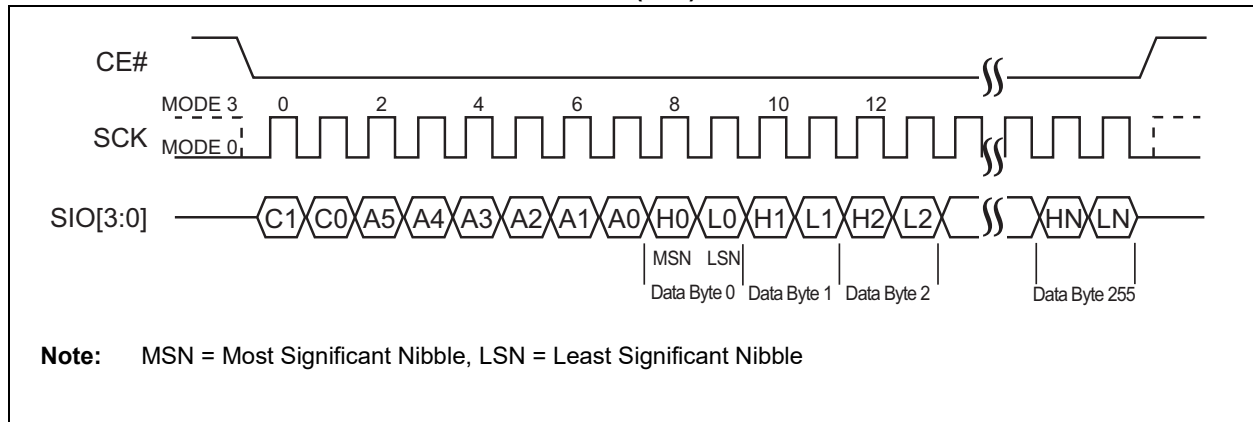 CE#
MODE 3 0 2 4 6 8 10 12
SCK
MODE 0
SIO[3:0] C1 C0 A5 A4 A3 A2 A1 A0 H0 L0 H1 L1 H2 L2 HN LN
MSN LSN
Data Byte 0 Data Byte 1 Data Byte 2 Data Byte 255
Note: MSN = Most Significant Nibble, LSN = Least Significant Nibble